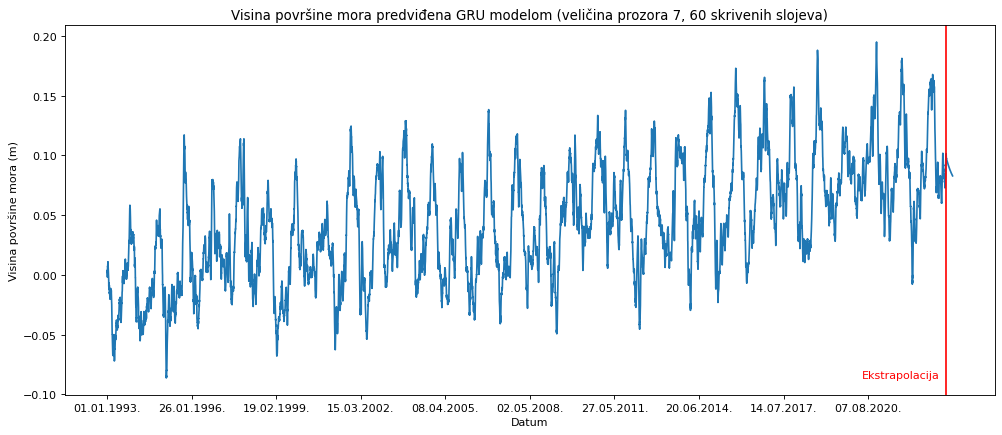 Visina površine mora predviđena GRU modelom (veličina prozora 7, 60 skrivenih slojeva)
Visina površine mora (m)
0.20
0.15
0.10
0.05
0.00
−0.05
−0.10
Ekstrapolacija
01.01.1993. 26.01.1996. 19.02.1999. 15.03.2002. 08.04.2005. 02.05.2008. 27.05.2011. 20.06.2014. 14.07.2017. 07.08.2020.
Datum